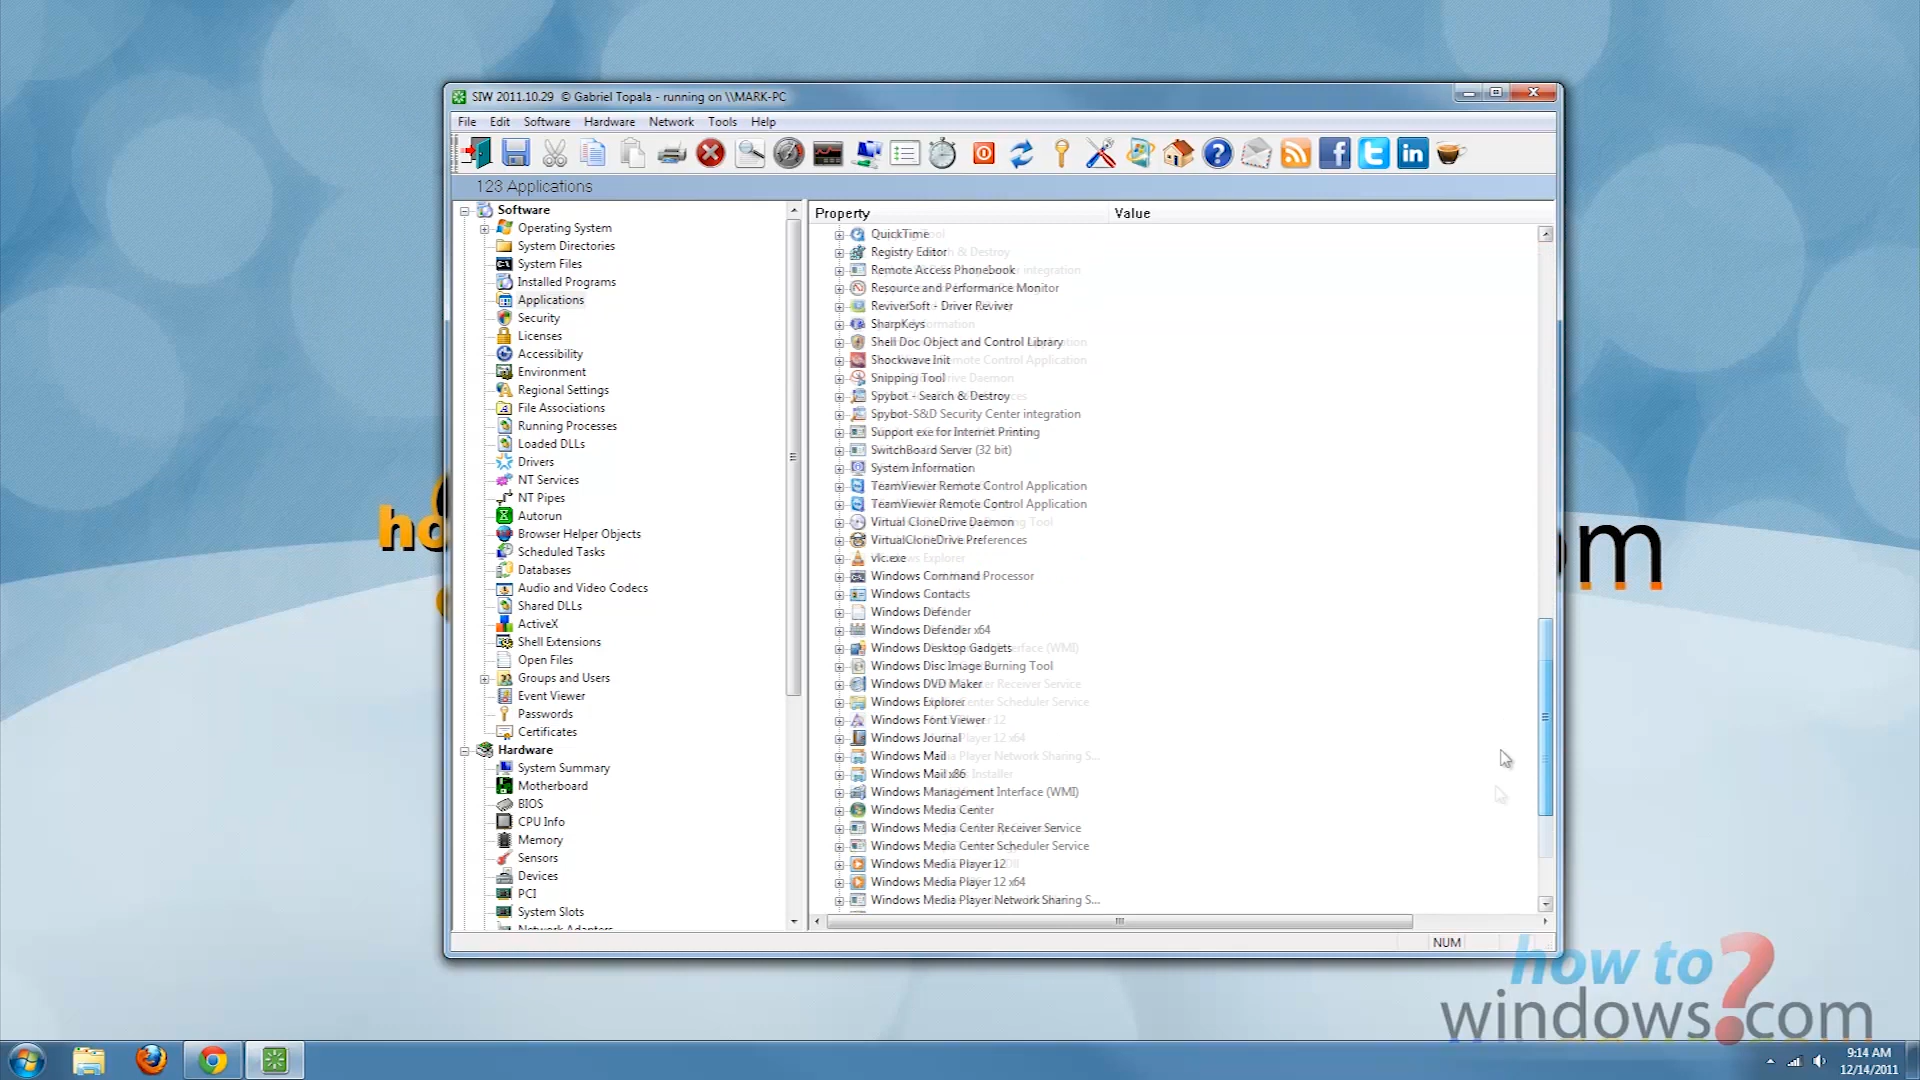 SIW 2011.10.29 © Gabriel Topala - running on \\MARK-PC
File Edit Software Hardware Network Tools Help
123 Applications
Software
Operating System
System Directories
System Files
Installed Programs
Applications
Security
Licenses
Accessibility
Environment
Regional Settings
File Associations
Running Processes
Loaded DLLs
Drivers
NT Services
NT Pipes
Autorun
Browser Helper Objects
Scheduled Tasks
Databases
Audio and Video Codecs
Shared DLLs
ActiveX
Shell Extensions
Open Files
Groups and Users
Event Viewer
Passwords
Certificates
Hardware
System Summary
Motherboard
BIOS
CPU Info
Memory
Sensors
Devices
PCI
System Slots
Network Adapters
Property Value
QuickTime
Registry Editor
Remote Access Phonebook
Resource and Performance Monitor
ReviverSoft - Driver Reviver
SharpKeys
Shell Doc Object and Control Library
Shockwave Init
Snipping Tool
Spybot - Search & Destroy
Spybot-S&D Security Center integration
Support exe for Internet Printing
SwitchBoard Server (32 bit)
System Information
TeamViewer Remote Control Application
TeamViewer Remote Control Application
Virtual CloneDrive Daemon
VirtualCloneDrive Preferences
vlc.exe
Windows Command Processor
Windows Contacts
Windows Defender
Windows Defender x64
Windows Desktop Gadgets
Windows Disc Image Burning Tool
Windows DVD Maker
Windows Explorer
Windows Font Viewer
Windows Journal
Windows Mail
Windows Mail x86
Windows Management Interface (WMI)
Windows Media Center
Windows Media Center Receiver Service
Windows Media Center Scheduler Service
Windows Media Player 12
Windows Media Player 12 x64
Windows Media Player Network Sharing S...
NUM
ho
om
how to?
windows.com
9:14 AM
12/14/2011